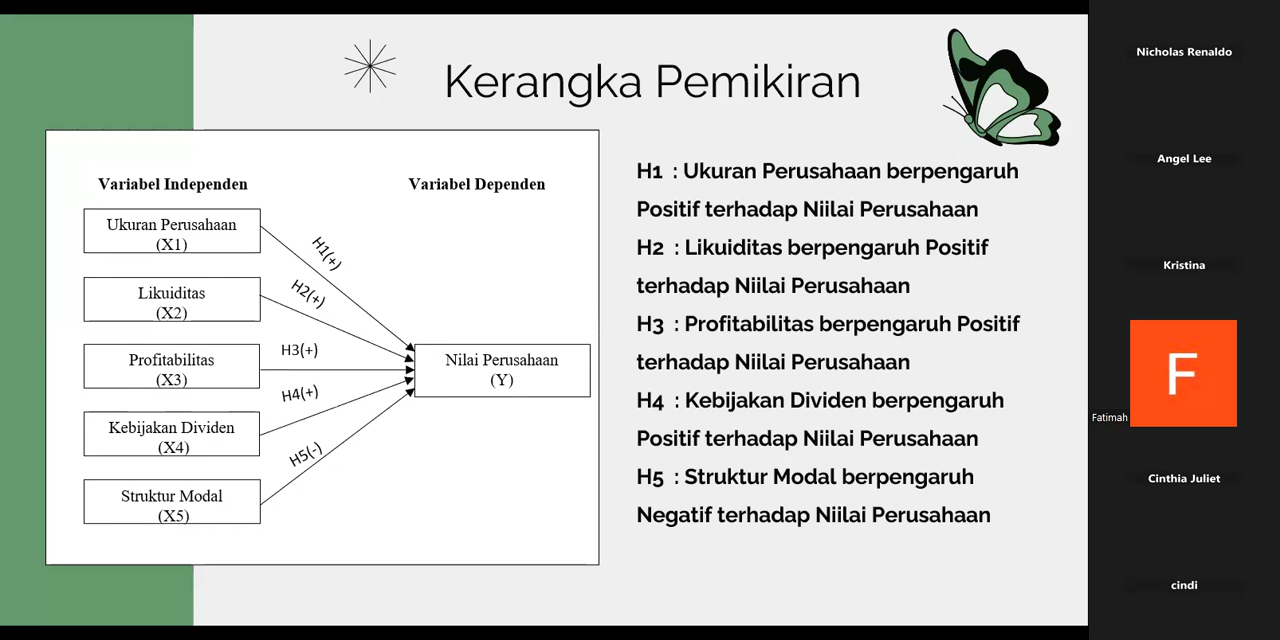 Kerangka Pemikiran
Variabel Independen
Variabel Dependen
Ukuran Perusahaan
(X1)
Likuiditas
(X2)
Profitabilitas
(X3)
Kebijakan Dividen
(X4)
Struktur Modal
(X5)
H1(+)
H2(+)
H3(+)
H4(+)
H5(-)
Nilai Perusahaan
(Y)
H1 : Ukuran Perusahaan berpengaruh
Positif terhadap Niilai Perusahaan
H2 : Likuiditas berpengaruh Positif
terhadap Niilai Perusahaan
H3 : Profitabilitas berpengaruh Positif
terhadap Niilai Perusahaan
H4 : Kebijakan Dividen berpengaruh
Positif terhadap Niilai Perusahaan
H5 : Struktur Modal berpengaruh
Negatif terhadap Niilai Perusahaan
Nicholas Renaldo
Angel Lee
Kristina
F
Fatimah
Cinthia Juliet
cindi